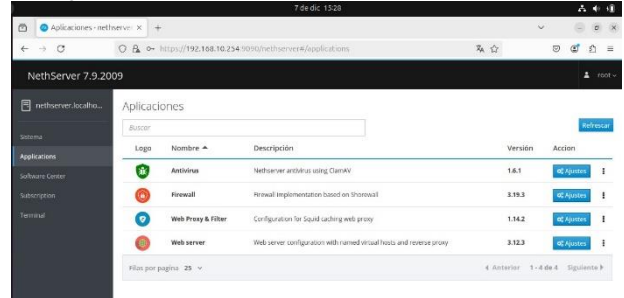 7 de dic 13:28
Aplicaciones - nethserver
https://192.168.10.254:9090/nethserver#/applications
NethServer 7.9.2009
root
nethserver.localho...
Sistema
Applications
Software Center
Subscription
Terminal
Aplicaciones
Buscar
Refrescar
Logo Nombre Descripción Versión Accion
Antivirus Nethserver antivirus using ClamAV 1.6.1 Ajustes
Firewall Firewall implementation based on Shorewall 3.19.3 Ajustes
Web Proxy & Filter Configuration for Squid caching web proxy 1.14.2 Ajustes
Web server Web server configuration with named virtual hosts and reverse proxy 3.12.3 Ajustes
Filas por pagina 25 Anterior 1 - 4 de 4 Siguiente